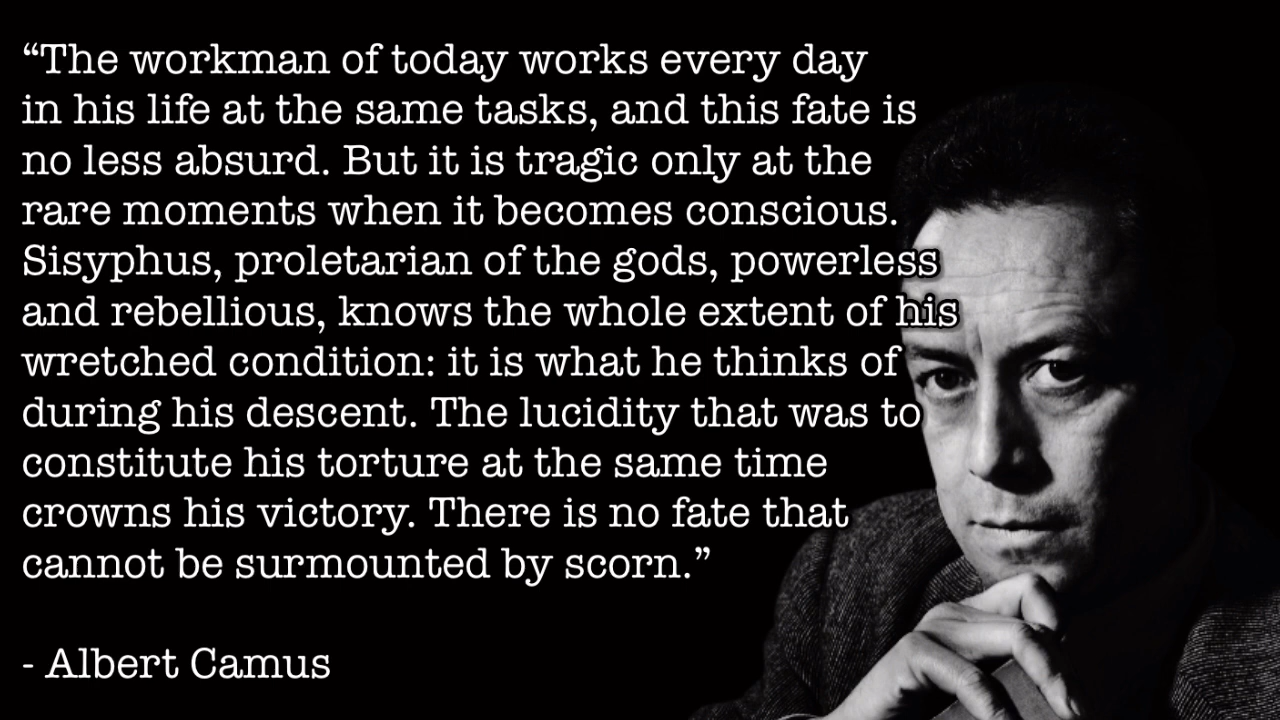 “The workman of today works every day
in his life at the same tasks, and this fate is
no less absurd. But it is tragic only at the
rare moments when it becomes conscious.
Sisyphus, proletarian of the gods, powerless
and rebellious, knows the whole extent of his
wretched condition: it is what he thinks of
during his descent. The lucidity that was to
constitute his torture at the same time
crowns his victory. There is no fate that
cannot be surmounted by scorn.”
- Albert Camus